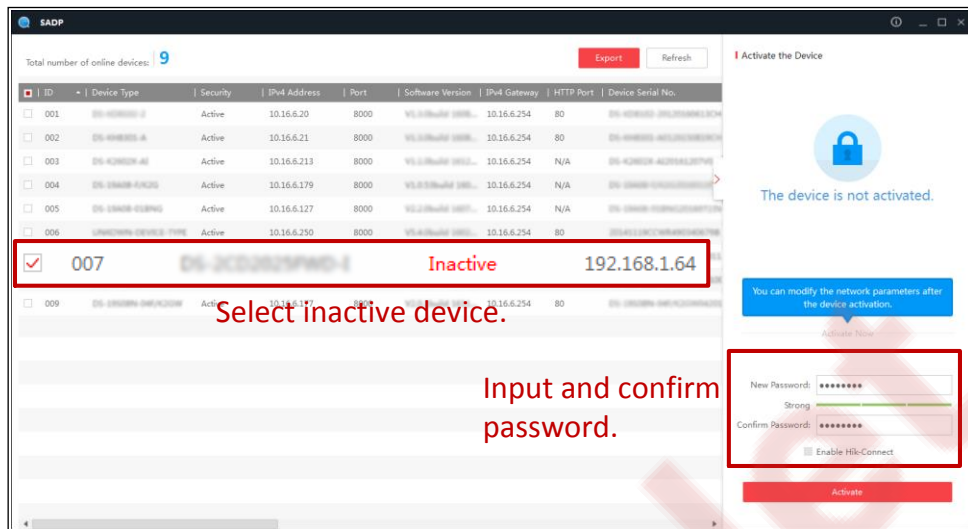 SADP
Total number of online devices: 9
Export
Refresh
ID | Device Type | Security | IPv4 Address | Port | Software Version | IPv4 Gateway | HTTP Port | Device Serial No.
001 Active 10.16.6.20 8000 10.16.6.254 80
002 Active 10.16.6.21 8000 10.16.6.254 80
003 Active 10.16.6.213 8000 10.16.6.254 N/A
004 Active 10.16.6.179 8000 10.16.6.254 N/A
005 Active 10.16.6.127 8000 10.16.6.254 N/A
006 Active 10.16.6.250 8000 10.16.6.254 80
007 Inactive 192.168.1.64
009 10.16.6.254 80
Select inactive device.
Input and confirm
password.
Activate the Device
The device is not activated.
You can modify the network parameters after
the device activation.
Activate Now
New Password:
Strong
Confirm Password:
Enable Hik-Connect
Activate